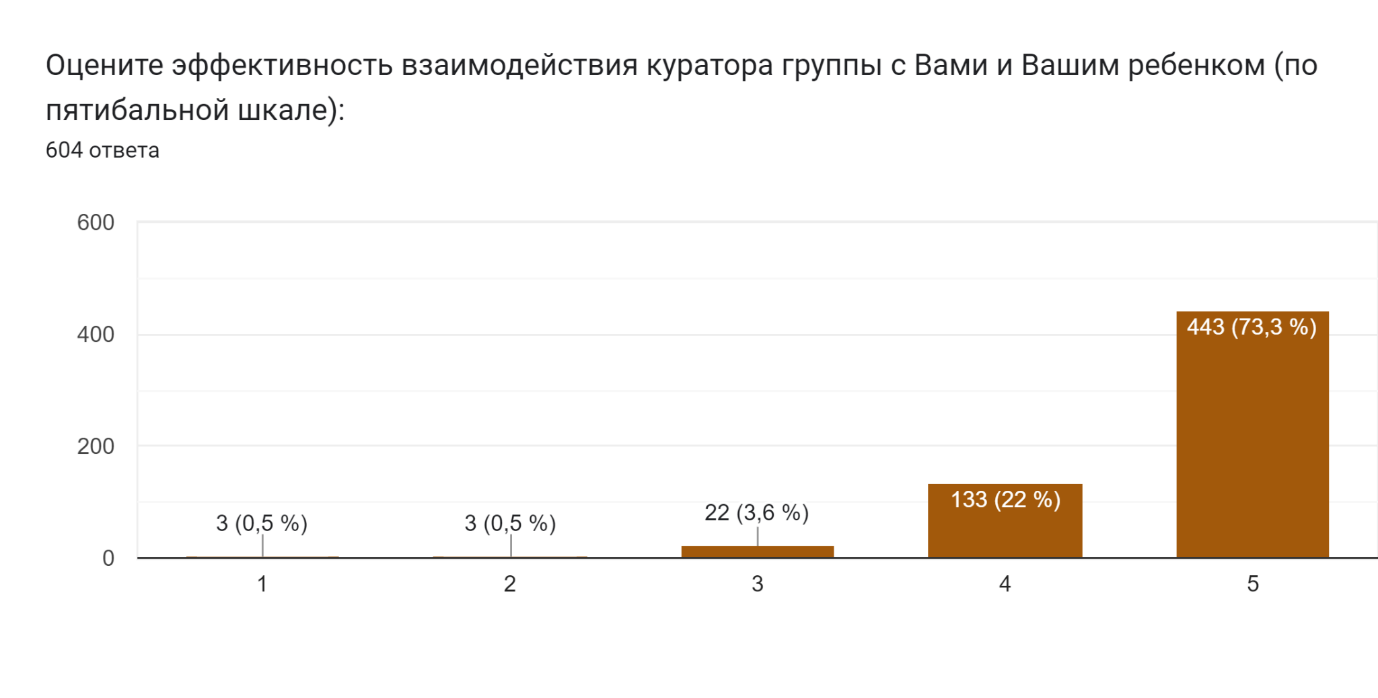 Оцените эффективность взаимодействия куратора группы с Вами и Вашим ребенком (по
пятибальной шкале):
604 ответа
600
400
200
0
3 (0,5 %)
3 (0,5 %)
22 (3,6 %)
133 (22 %)
443 (73,3 %)
1
2
3
4
5